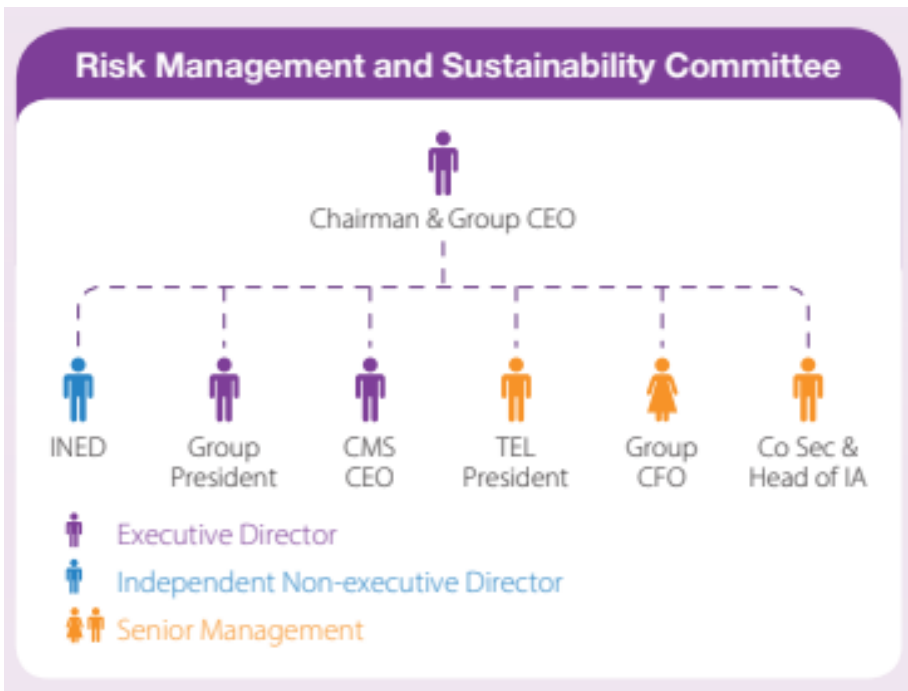 Risk Management and Sustainability Committee
Chairman & Group CEO
INED
Group
President
CMS
CEO
TEL
President
Group
CFO
Co Sec &
Head of IA
Executive Director
Independent Non-executive Director
Senior Management